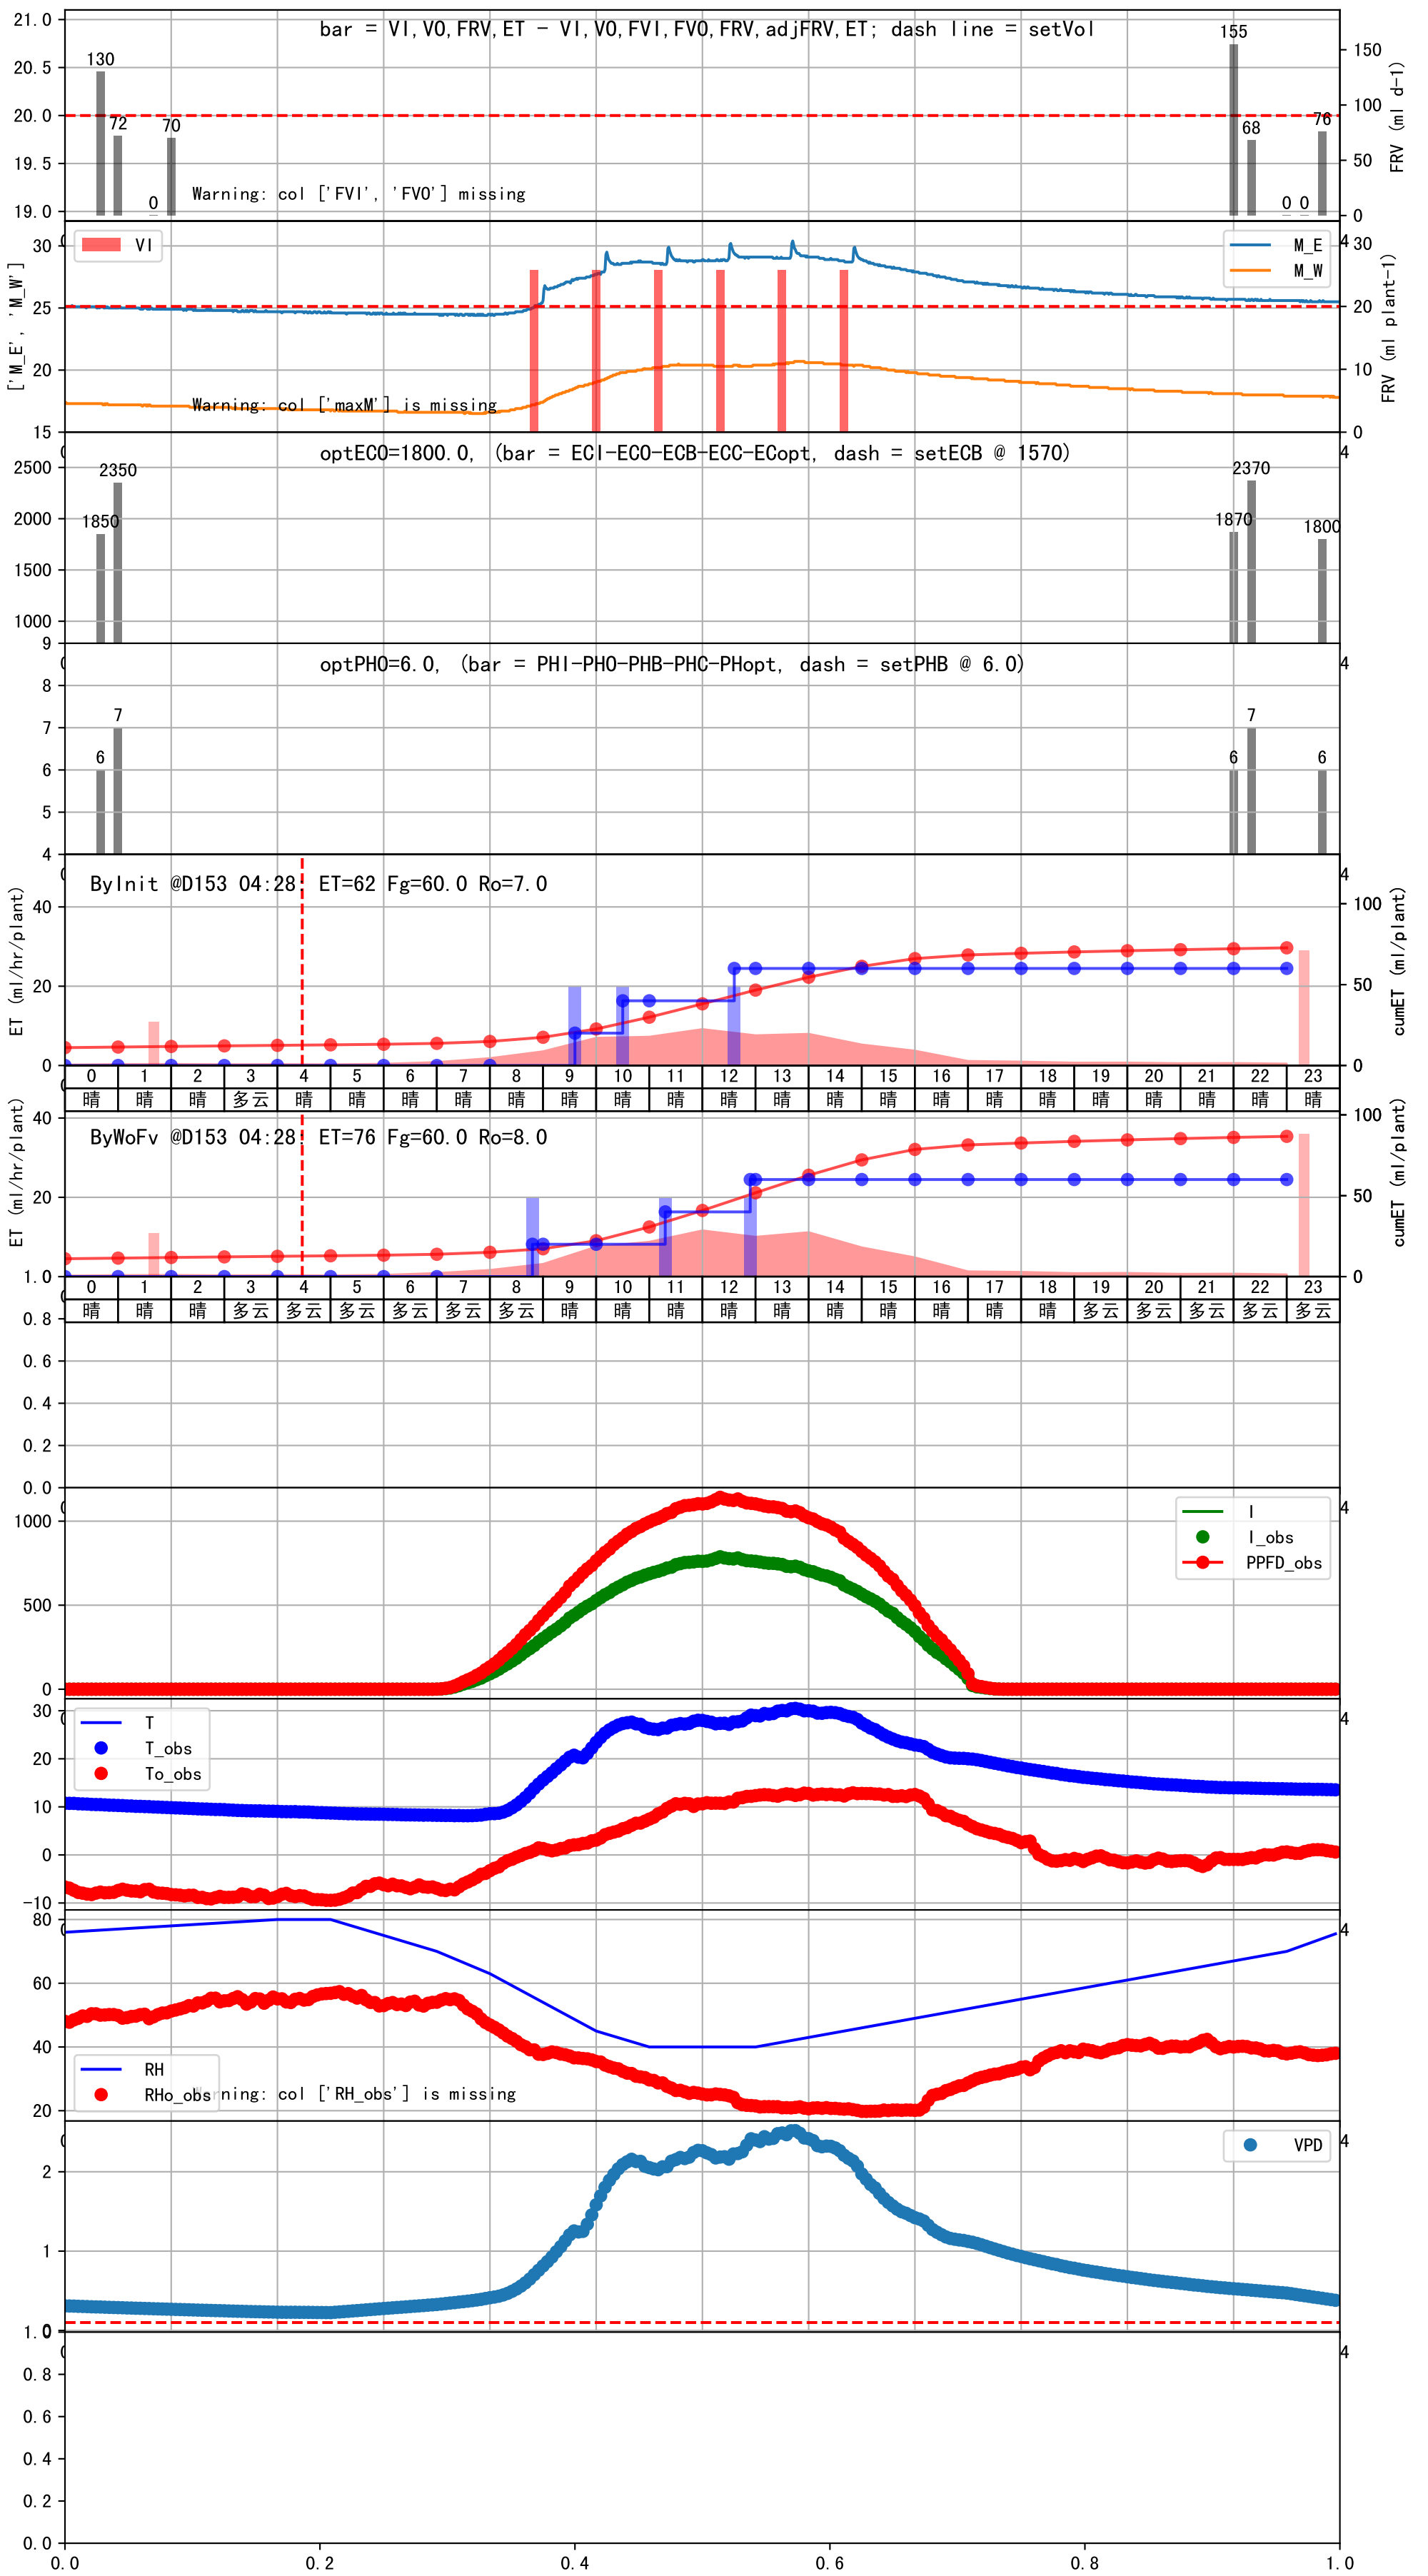 bar = VI,VO,FRV,ET - VI,VO,FVI,FVO,FRV,adjFRV,ET; dash line = setVol
21.0
20.5
20.0
19.5
19.0
130
72
0
70
155
68
0 0
76
Warning: col ['FVI', 'FVO'] missing
150
100
50
0
FRV (ml d-1)
VI
M_E
M_W
['M_E', 'M_W']
30
25
20
15
Warning: col ['maxM'] is missing
4
30
20
10
0
FRV (ml plant-1)
optECO=1800.0, (bar = ECI-ECO-ECB-ECC-ECopt, dash = setECB @ 1570)
4
2500
2000
1500
1000
1850
2350
1870
2370
1800
optPHO=6.0, (bar = PHI-PHO-PHB-PHC-PHopt, dash = setPHB @ 6.0)
4
9
8
7
6
5
4
6
7
6
7
6
ByInit @D153 04:28: ET=62 Fg=60.0 Ro=7.0
4
ET (ml/hr/plant)
40
20
0
100
50
0
cumET (ml/plant)
0 1 2 3 4 5 6 7 8 9 10 11 12 13 14 15 16 17 18 19 20 21 22 23
晴 晴 晴 多云 晴 晴 晴 晴 晴 晴 晴 晴 晴 晴 晴 晴 晴 晴 晴 晴 晴 晴 晴 晴
ByWoFv @D153 04:28: ET=76 Fg=60.0 Ro=8.0
ET (ml/hr/plant)
40
20
100
50
0
cumET (ml/plant)
0 1 2 3 4 5 6 7 8 9 10 11 12 13 14 15 16 17 18 19 20 21 22 23
晴 晴 晴 多云 多云 多云 多云 多云 多云 晴 晴 晴 晴 晴 晴 晴 晴 晴 晴 多云 多云 多云 多云 多云
1.0
0.8
0.6
0.4
0.2
0.0
4
1000
500
0
I
I_obs
PPFD_obs
4
30
20
10
0
-10
T
T_obs
To_obs
4
80
60
40
20
RH
RHo_obs
Warning: col ['RH_obs'] is missing
4
2
1
0
VPD
4
1.0
0.8
0.6
0.4
0.2
0.0
0.0 0.2 0.4 0.6 0.8 1.0